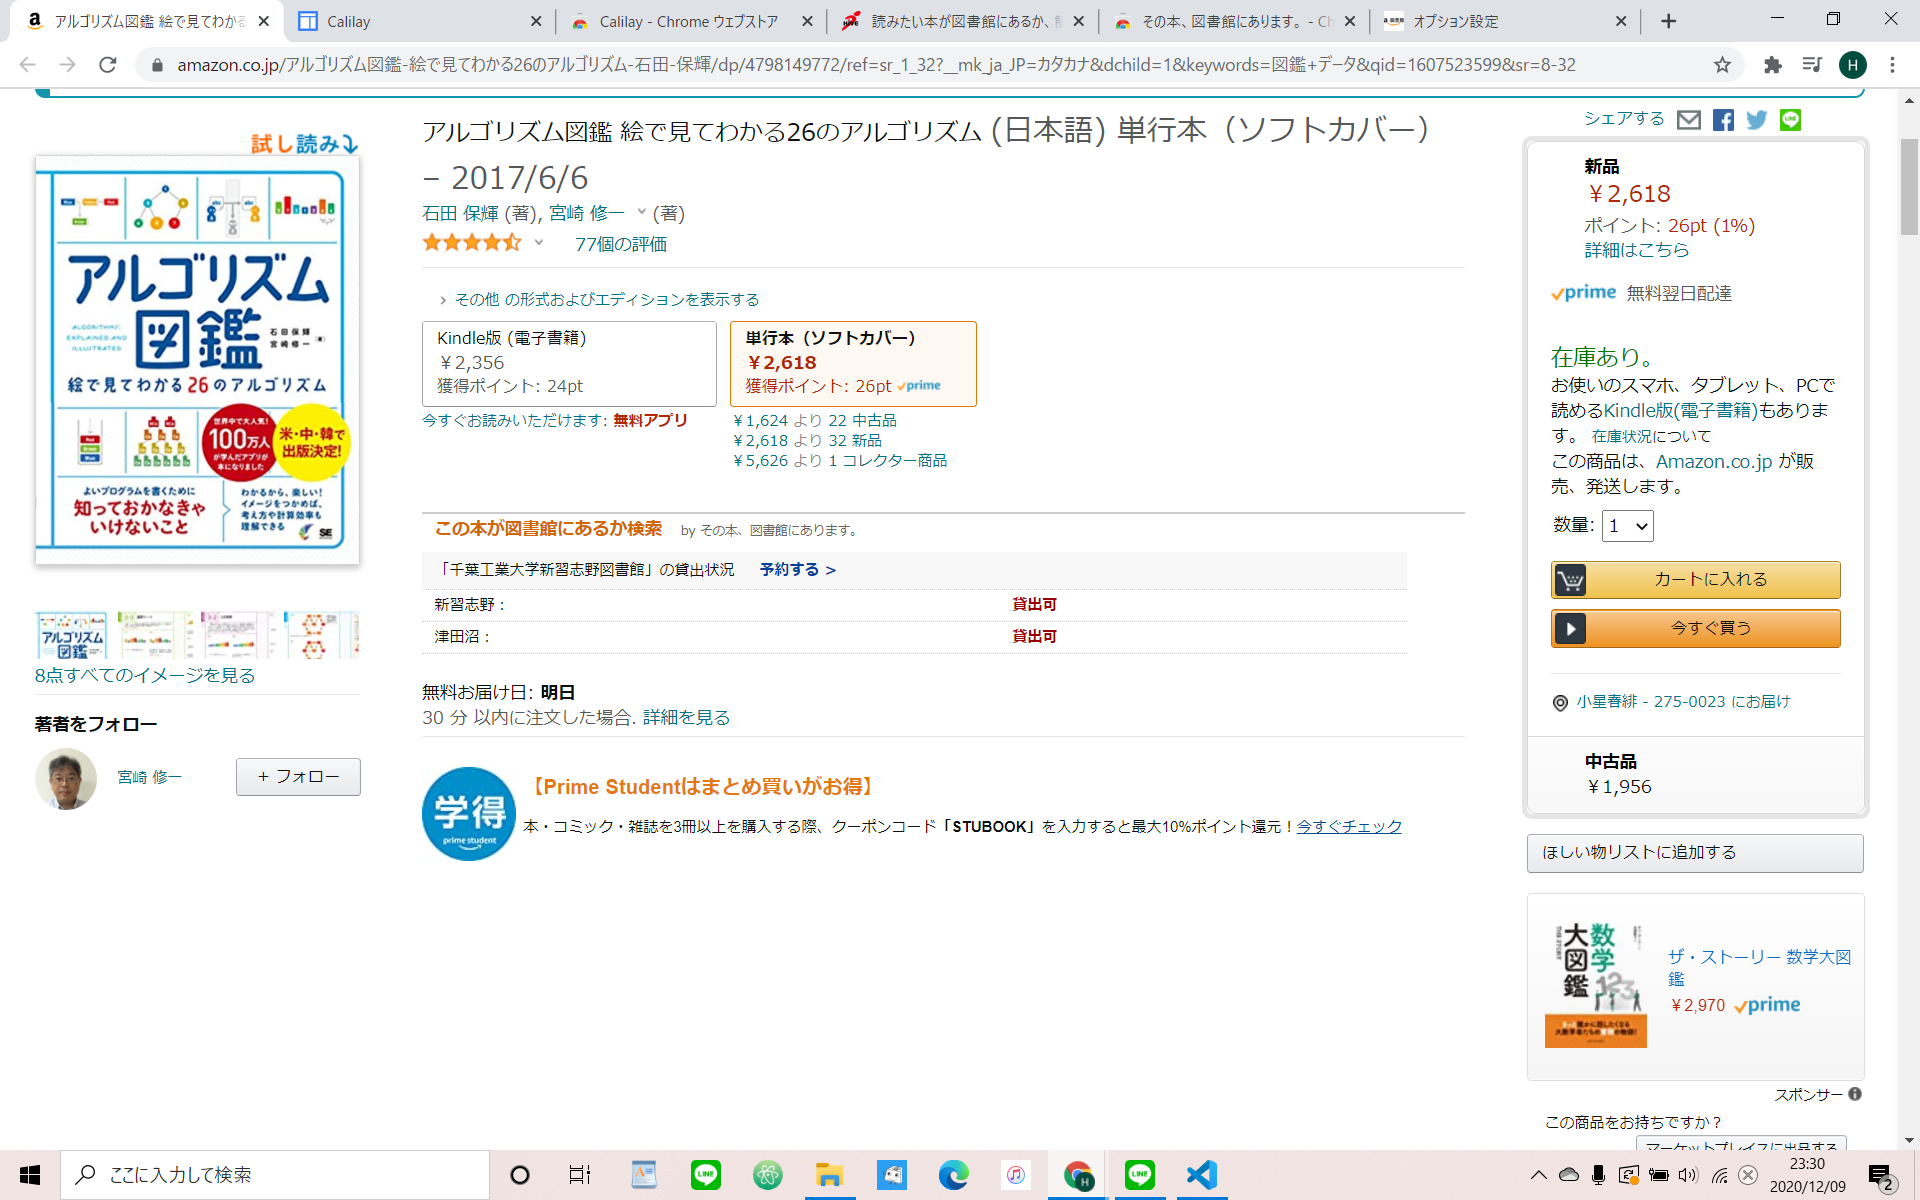 アルゴリズム図鑑 絵で見てわかる
Calilay
Calilay - Chrome ウェブストア
読みたい本が図書館にあるか、
その本、図書館にあります。 - Ch
オプション設定
amazon.co.jp/アルゴリズム図鑑-絵で見てわかる26のアルゴリズム-石田-保輝/dp/4798149772/ref=sr_1_32?__mk_ja_JP=カタカナ&dchild=1&keywords=図鑑+データ&qid=1607523599&sr=8-32
H
試し読み
アルゴリズム
図鑑
ALGORITHMS:
EXPLAINED AND
ILLUSTRATED
石田保輝
宮崎修一 (著)
絵で見てわかる26のアルゴリズム
世界中で大人気!
100万人
が学んだアプリが
本になりました
米・中・韓で
出版決定!
よいプログラムを書くために
知っておかなきゃ
いけないこと
わかるから、楽しい!
イメージをつかめば、
考え方や計算効率も
理解できる
SE
8点すべてのイメージを見る
著者をフォロー
宮崎 修一
+ フォロー
アルゴリズム図鑑 絵で見てわかる26のアルゴリズム (日本語) 単行本（ソフトカバー）
– 2017/6/6
石田 保輝 (著), 宮崎 修一 (著)
77個の評価
その他 の形式およびエディションを表示する
Kindle版 (電子書籍)
￥2,356
獲得ポイント: 24pt
単行本（ソフトカバー）
￥2,618
獲得ポイント: 26pt prime
今すぐお読みいただけます: 無料アプリ
￥1,624 より 22 中古品
￥2,618 より 32 新品
￥5,626 より 1 コレクター商品
この本が図書館にあるか検索 by その本、図書館にあります。
「千葉工業大学新習志野図書館」の貸出状況 予約する >
新習志野： 貸出可
津田沼： 貸出可
無料お届け日: 明日
30 分 以内に注文した場合. 詳細を見る
学得
prime student
【Prime Studentはまとめ買いがお得】
本・コミック・雑誌を3冊以上を購入する際、クーポンコード「STUBOOK」を入力すると最大10%ポイント還元！今すぐチェック
シェアする
新品
￥2,618
ポイント: 26pt (1%)
詳細はこちら
prime 無料翌日配達
在庫あり。
お使いのスマホ、タブレット、PCで
読めるKindle版(電子書籍)もありま
す。 在庫状況について
この商品は、Amazon.co.jp が販
売、発送します。
数量: 1
カートに入れる
今すぐ買う
小星春緋 - 275-0023 にお届け
中古品
￥1,956
ほしい物リストに追加する
数学
大図鑑
123
ザ・ストーリー 数学大図
鑑
￥2,970 prime
スポンサー
この商品をお持ちですか？
マーケットプレイスに出品する
ここに入力して検索
23:30
2020/12/09
2